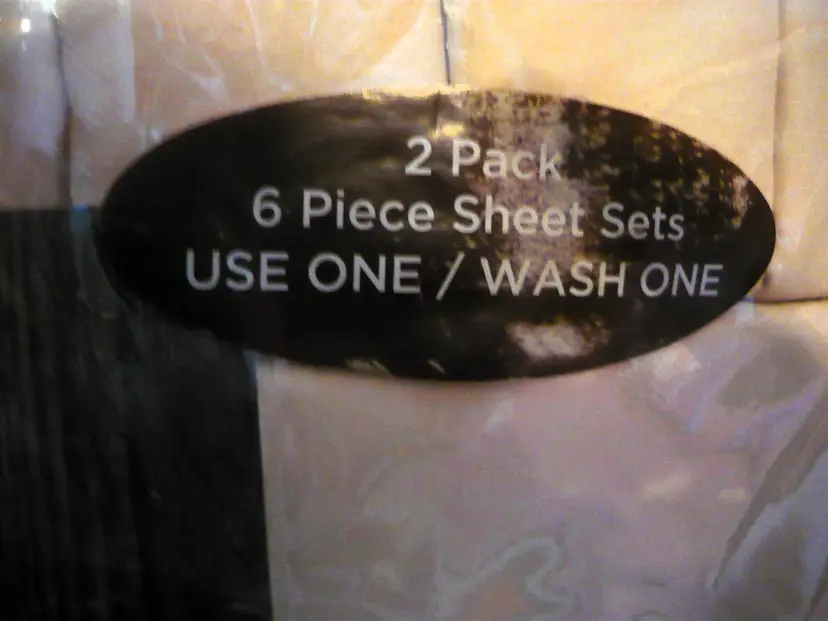 2 Pack
6 Piece Sheet Sets
USE ONE / WASH ONE